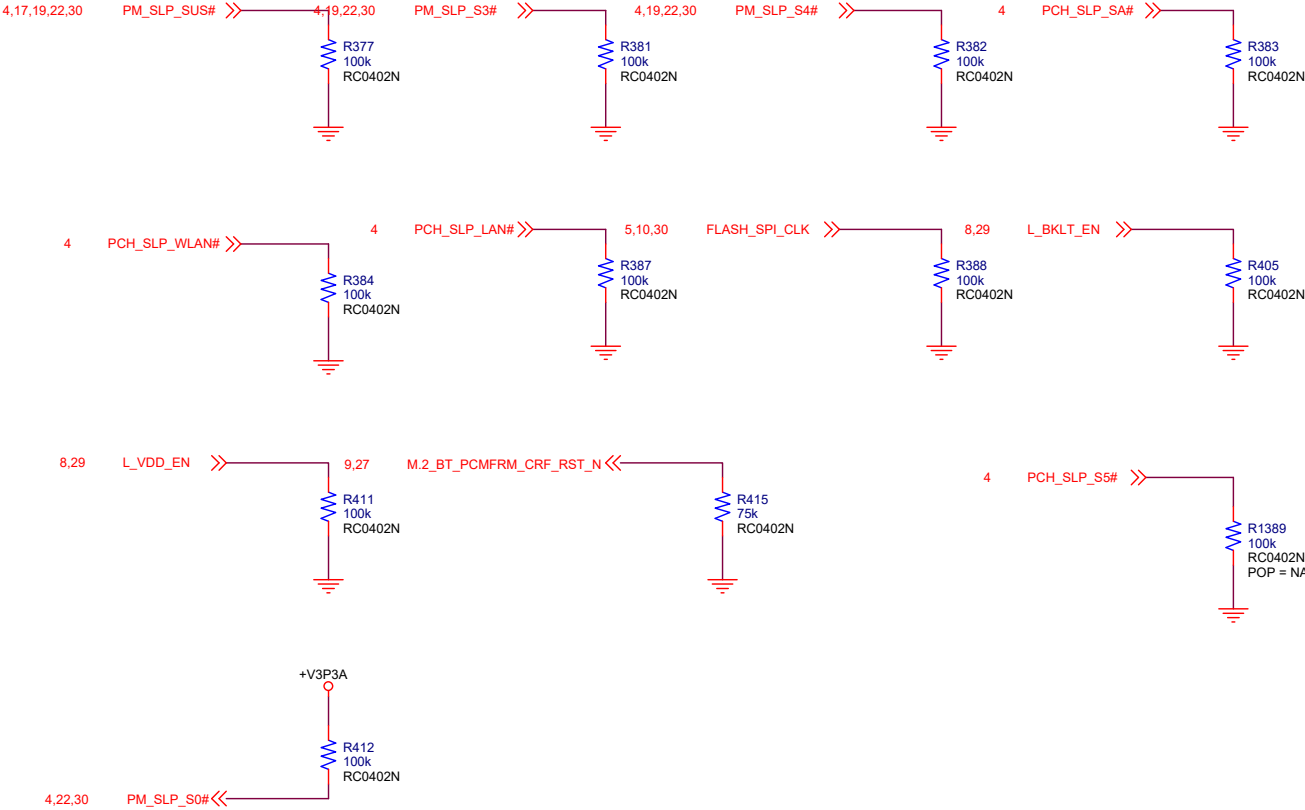 4,17,19,22,30 PM_SLP_SUS# 4,19,22,30 PM_SLP_S3# 4,19,22,30 PM_SLP_S4# 4 PCH_SLP_SA#
R377 R381 R382 R383
100k 100k 100k 100k
RC0402N RC0402N RC0402N RC0402N
4 PCH_SLP_WLAN# 4 PCH_SLP_LAN# 5,10,30 FLASH_SPI_CLK 8,29 L_BKLT_EN
R384 R387 R388 R405
100k 100k 100k 100k
RC0402N RC0402N RC0402N RC0402N
8,29 L_VDD_EN 9,27 M.2_BT_PCMFRM_CRF_RST_N 4 PCH_SLP_S5#
R411 R415 R1389
100k 75k 100k
RC0402N RC0402N RC0402N
POP = NA
+V3P3A
R412
100k
RC0402N
4,22,30 PM_SLP_S0#